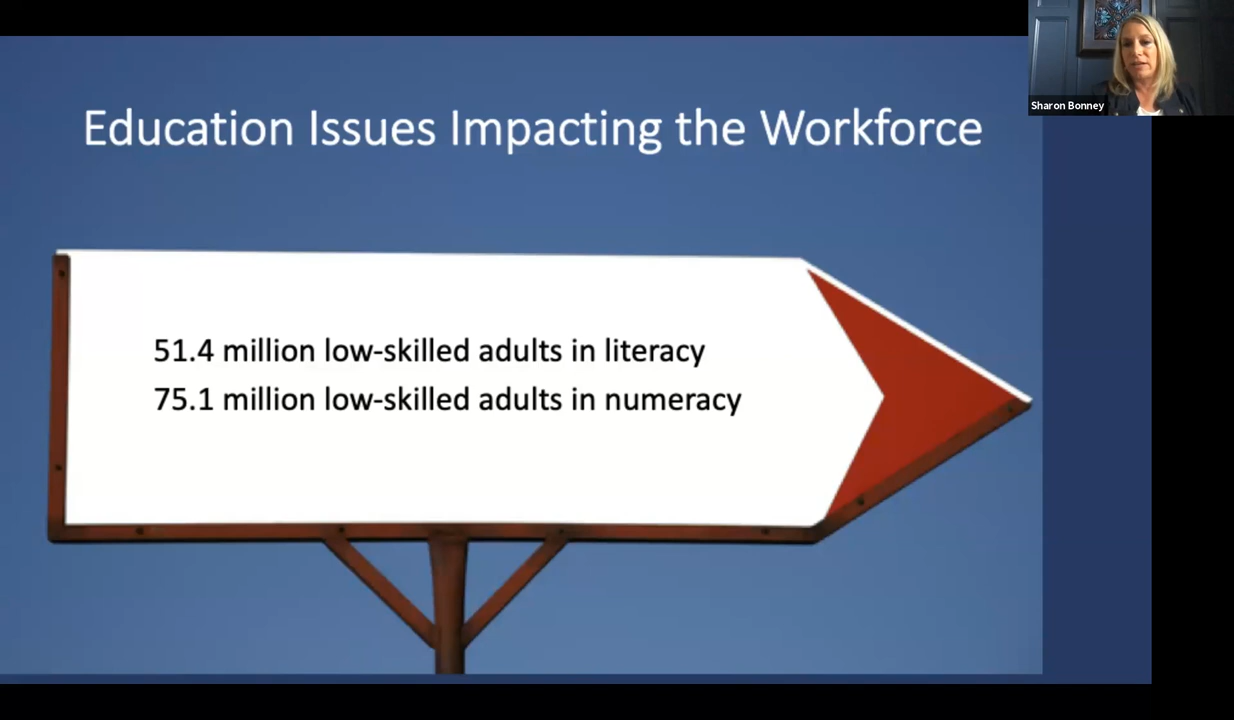 Education Issues Impacting the Workforce
51.4 million low-skilled adults in literacy
75.1 million low-skilled adults in numeracy
Sharon Bonney